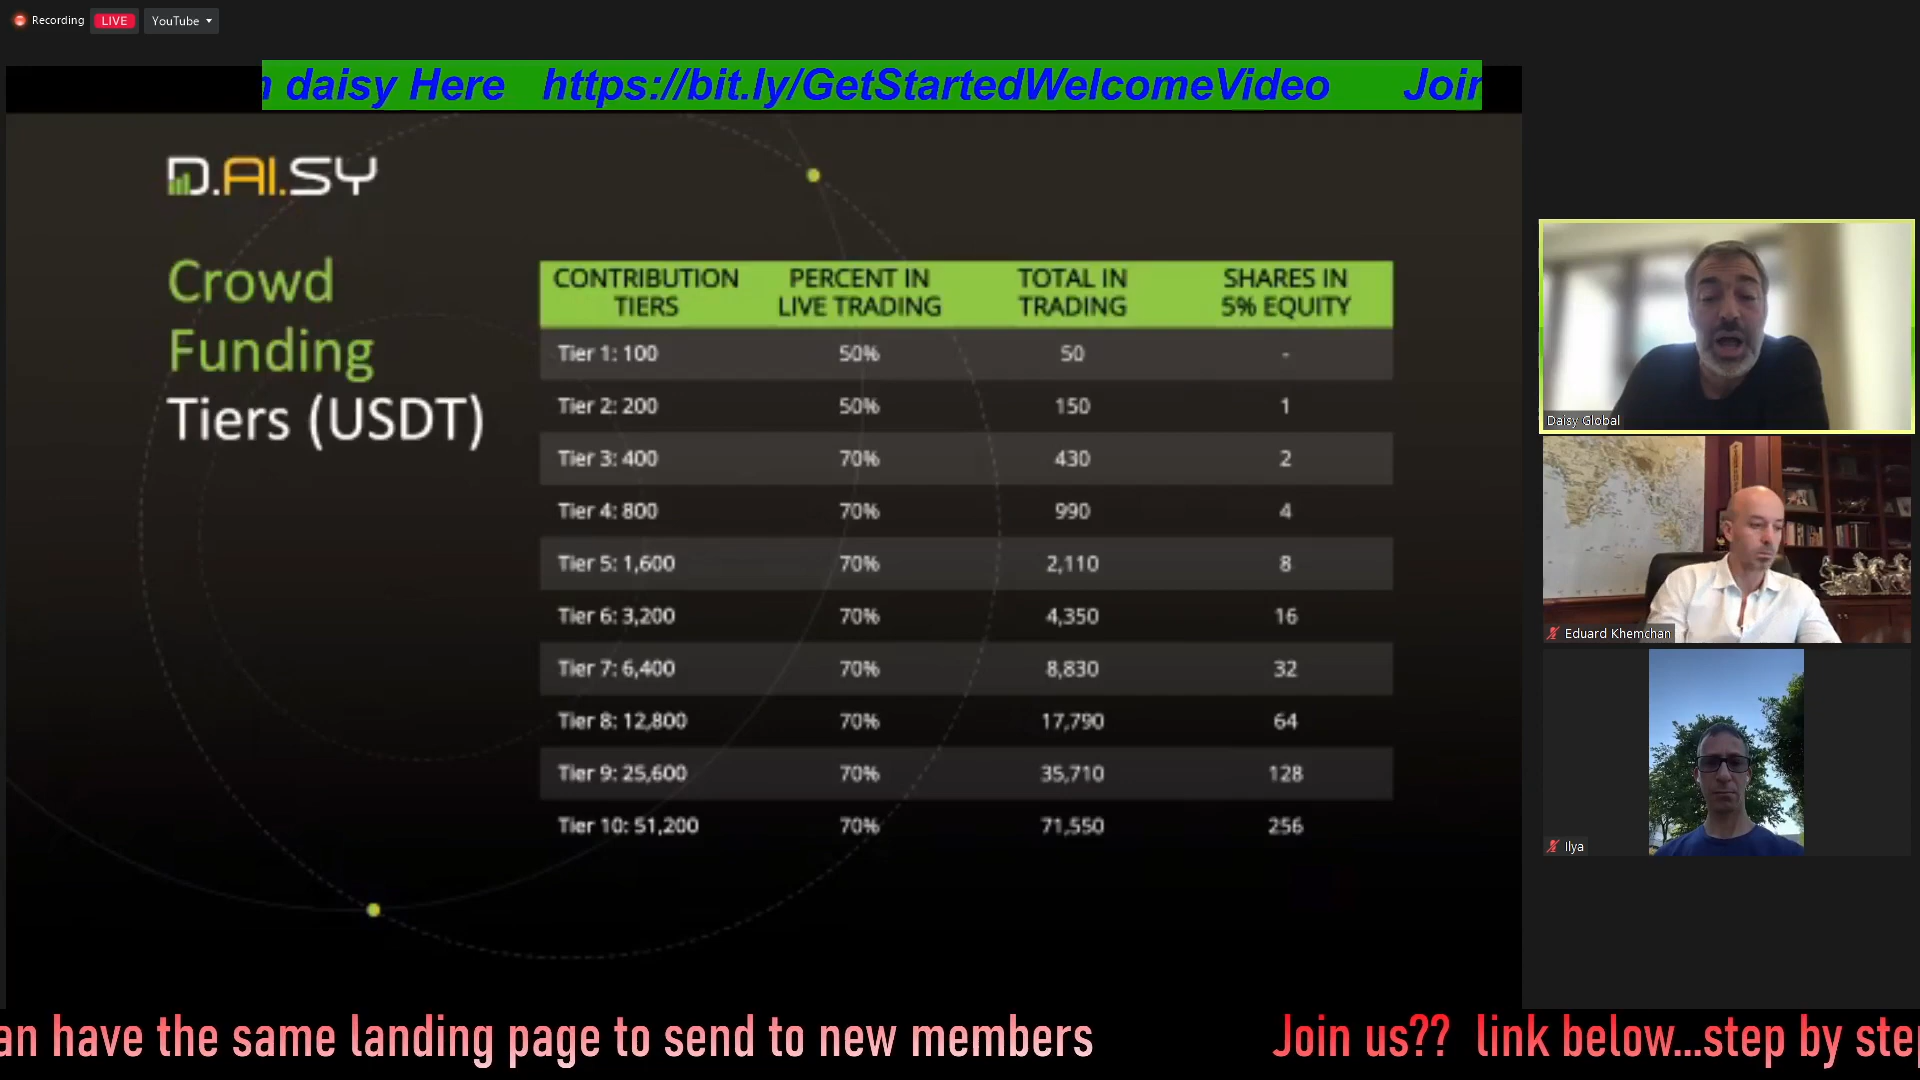 Recording LIVE YouTube
daisy Here https://bit.ly/GetStartedWelcomeVideo Join
D.AI.SY
Crowd
Funding
Tiers (USDT)
CONTRIBUTION TIERS PERCENT IN LIVE TRADING TOTAL IN TRADING SHARES IN 5% EQUITY
Tier 1: 100 50% 50 -
Tier 2: 200 50% 150 1
Tier 3: 400 70% 430 2
Tier 4: 800 70% 990 4
Tier 5: 1,600 70% 2,110 8
Tier 6: 3,200 70% 4,350 16
Tier 7: 6,400 70% 8,830 32
Tier 8: 12,800 70% 17,790 64
Tier 9: 25,600 70% 35,710 128
Tier 10: 51,200 70% 71,550 256
Daisy Global
Eduard Khemchan
Ilya
an have the same landing page to send to new members Join us?? link below...step by step